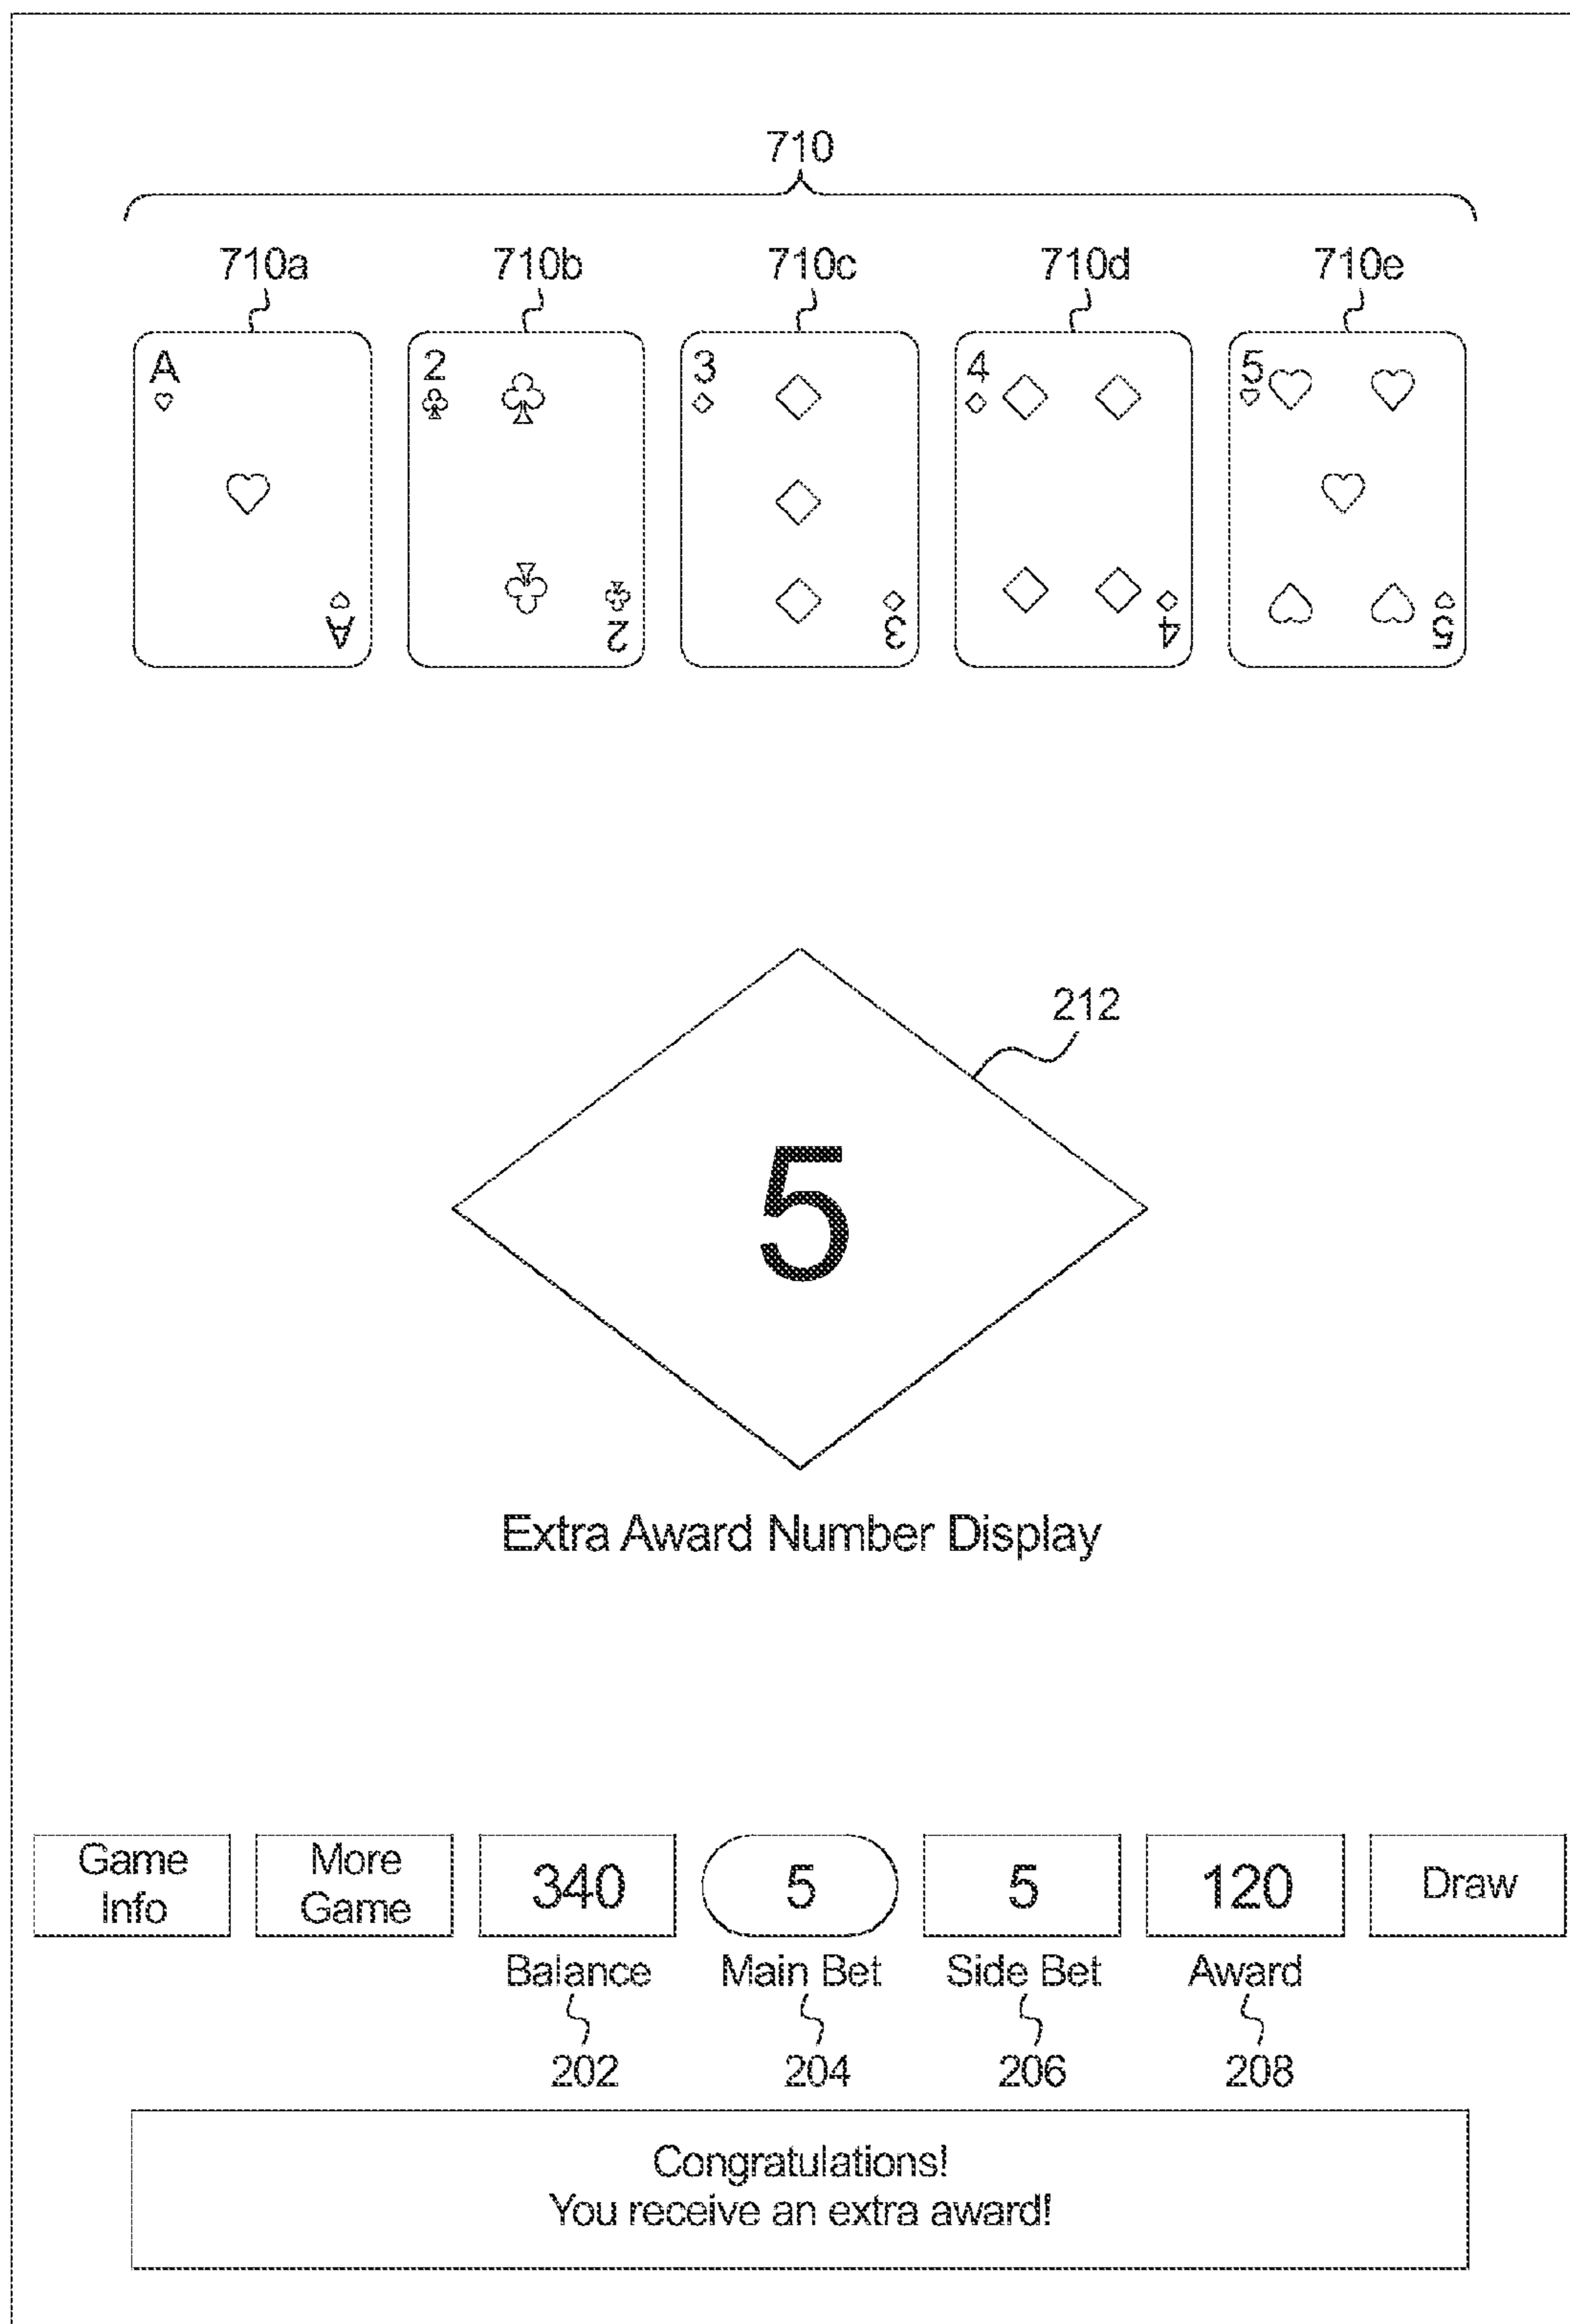 710
710a 710b 710c 710d 710e
A 2 3 4 5
A 2 3 4 5
212
5
Extra Award Number Display
Game Info
More Game
340
5
5
120
Draw
Balance Main Bet Side Bet Award
202 204 206 208
Congratulations!
You receive an extra award!